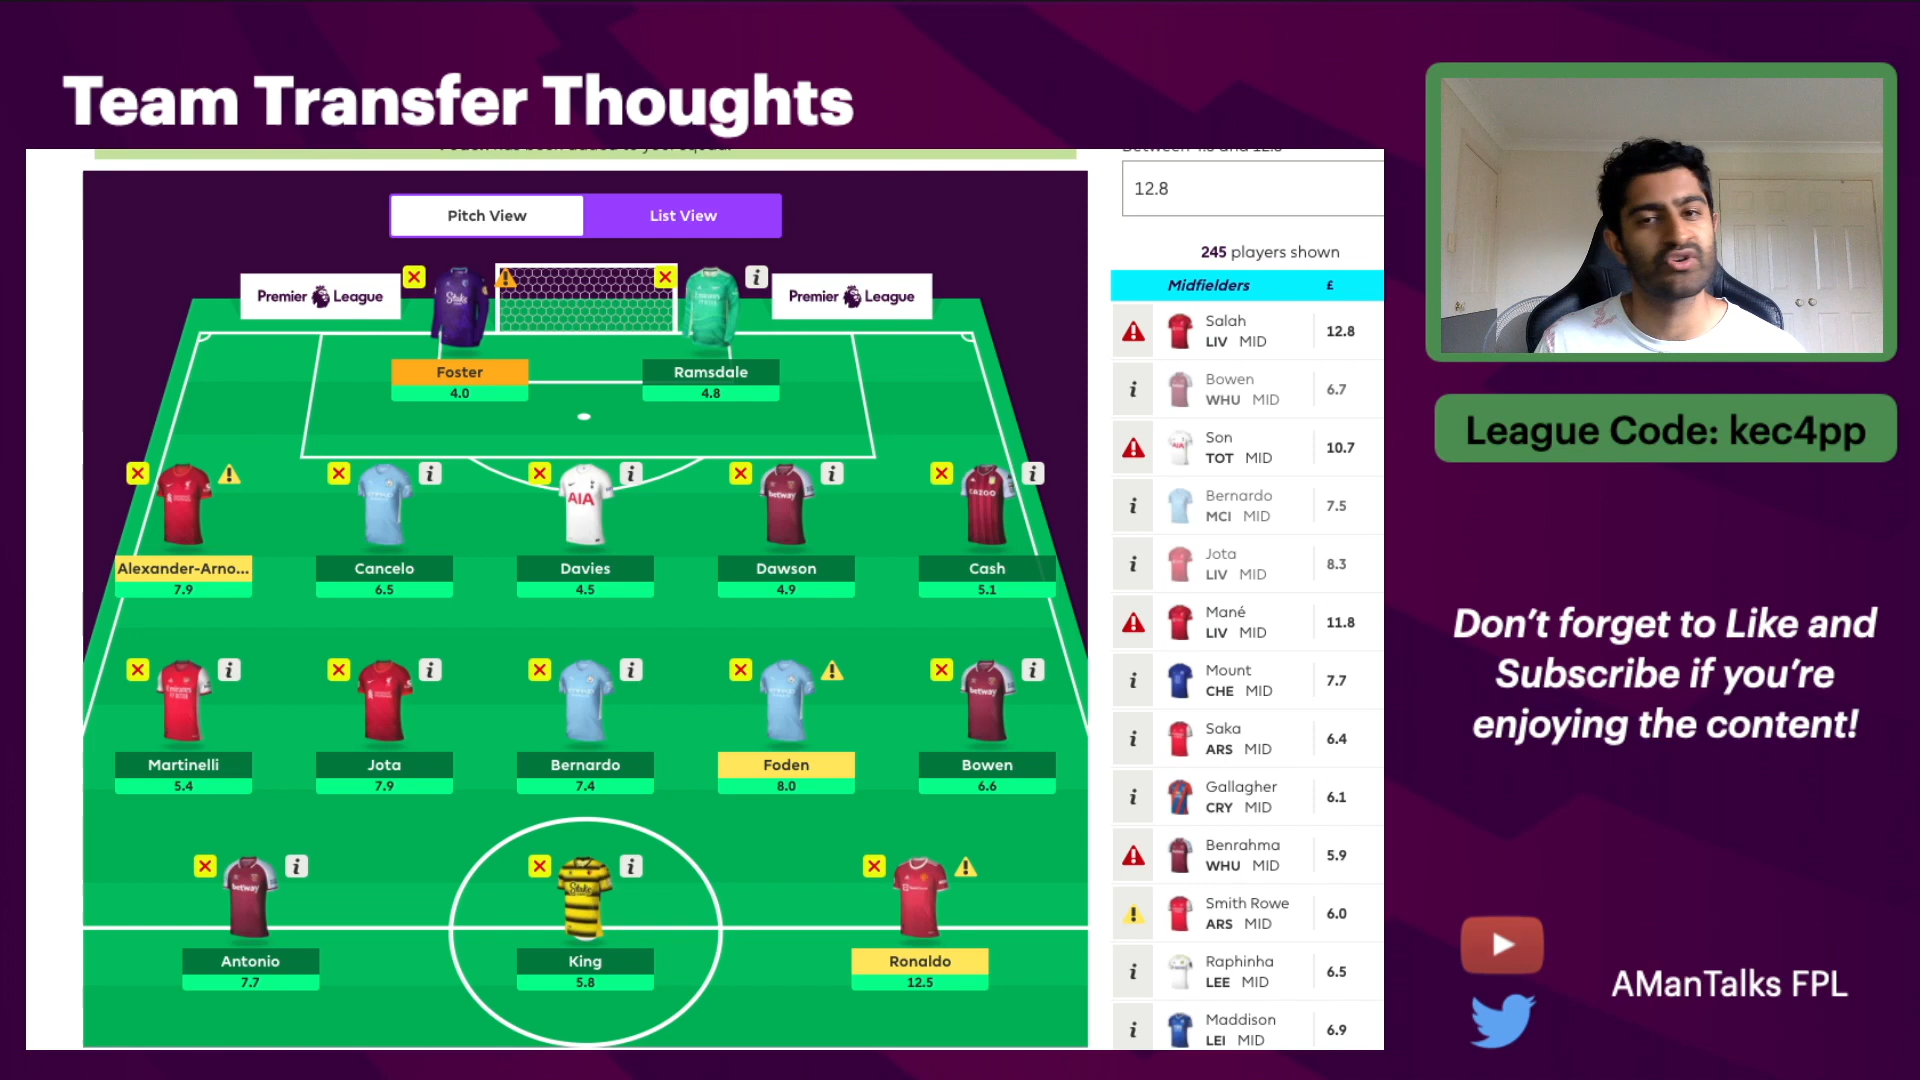 Team Transfer Thoughts
12.8
Pitch View
List View
245 players shown
Premier League
Premier League
Midfielders £
Foster
4.0
Ramsdale
4.8
Alexander-Arno...
7.9
Cancelo
6.5
Davies
4.5
Dawson
4.9
Cash
5.1
Martinelli
5.4
Jota
7.9
Bernardo
7.4
Foden
8.0
Bowen
6.6
Antonio
7.7
King
5.8
Ronaldo
12.5
Salah
LIV MID
12.8
Bowen
WHU MID
6.7
Son
TOT MID
10.7
Bernardo
MCI MID
7.5
Jota
LIV MID
8.3
Mané
LIV MID
11.8
Mount
CHE MID
7.7
Saka
ARS MID
6.4
Gallagher
CRY MID
6.1
Benrahma
WHU MID
5.9
Smith Rowe
ARS MID
6.0
Raphinha
LEE MID
6.5
Maddison
LEI MID
6.9
AIA
betway
CAZOO
betway
betway
Stake
League Code: kec4pp
Don't forget to Like and
Subscribe if you're
enjoying the content!
AManTalks FPL